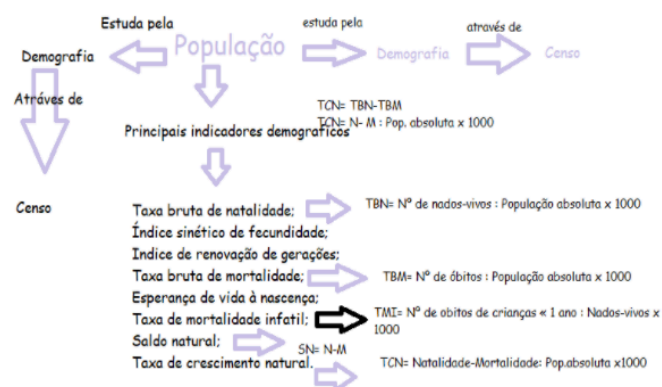 Estuda pela
estuda pela
através de
População
Demografia
Demografia
Censo
Atráves de
TCN= TBN-TBM
TCN= N- M : Pop. absoluta x 1000
Principais indicadores demograficos
Censo
Taxa bruta de natalidade;
TBN= Nº de nados-vivos : População absoluta x 1000
Índice sinético de fecundidade;
Indice de renovação de gerações;
Taxa bruta de mortalidade;
TBM= Nº de óbitos : População absoluta x 1000
Esperança de vida à nascença;
Taxa de mortalidade infatil;
TMI= Nº de obitos de crianças « 1 ano : Nados-vivos x
1000
Saldo natural;
SN= N-M
Taxa de crescimento natural.
TCN= Natalidade-Mortalidade: Pop.absoluta x1000